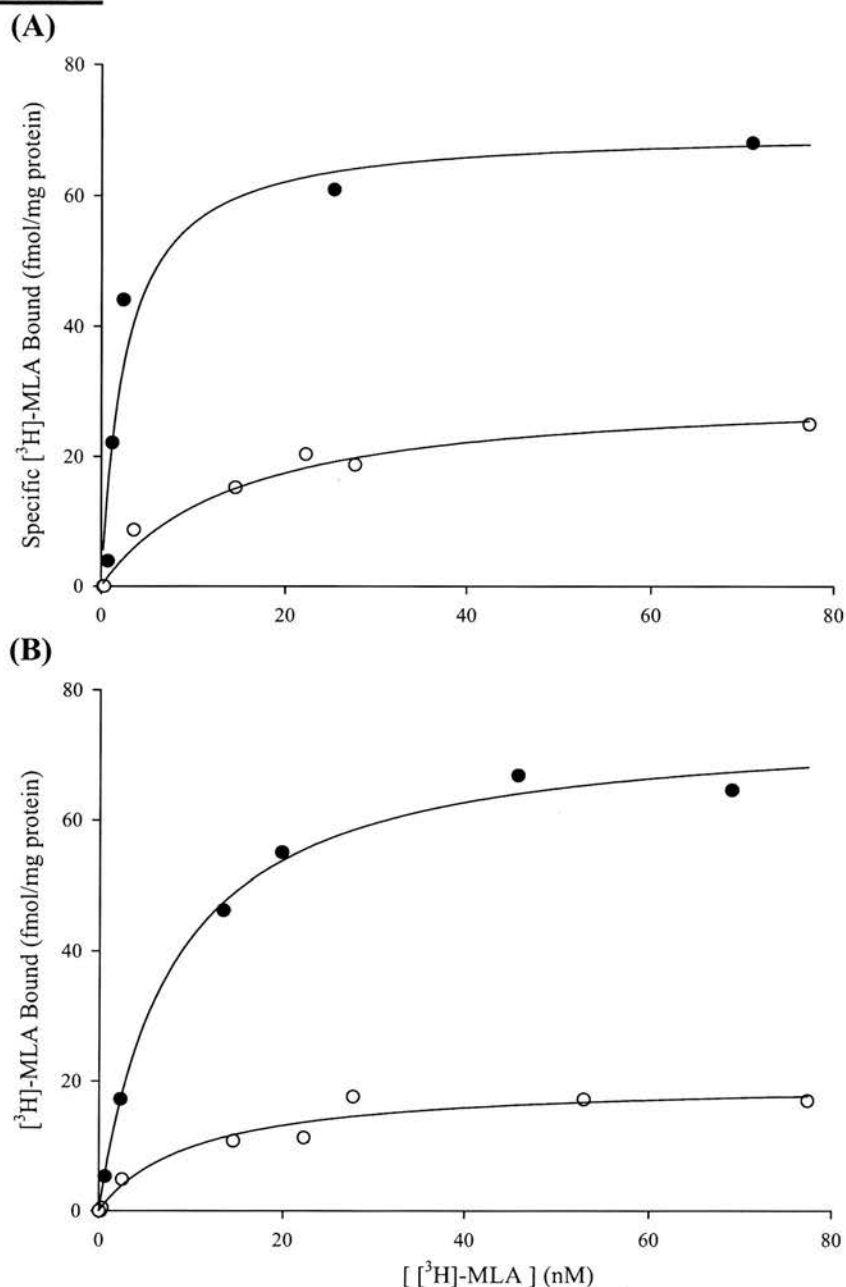 (A)
80
60
40
20
0
Specific [³H]-MLA Bound (fmol/mg protein)
0 20 40 60 80
(B)
80
60
40
20
0
[³H]-MLA Bound (fmol/mg protein)
0 20 40 60 80
[ [³H]-MLA ] (nM)